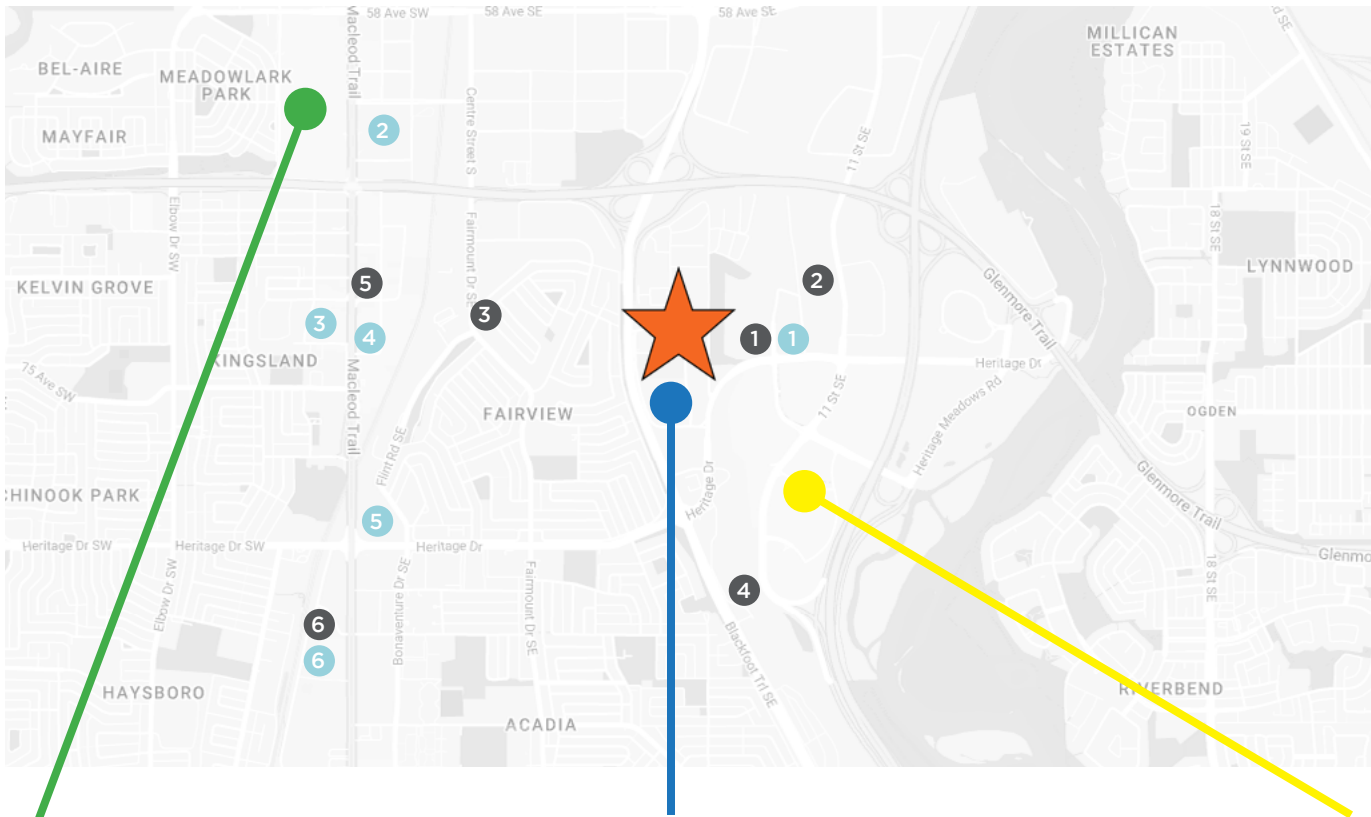 58 Ave SW
58 Ave SE
58 Ave SE
Macleod Trail
MILLICAN
ESTATES
BEL-AIRE
MEADOWLARK
PARK
MAYFAIR
2
Centre Street S
11 St SE
19 St SE
Elbow Dr SW
Fairmount Dr SE
18 St SE
KELVIN GROVE
5
3
2
LYNNWOOD
Glenmore Trail
3
4
1
1
KINGSLAND
75 Ave SW
Macleod Trail
Heritage Dr
11 St SE
Heritage Meadows Rd
FAIRVIEW
OGDEN
Flint Rd SE
CHINOOK PARK
5
Heritage Dr
Glenmore Trail
Heritage Dr SW
Heritage Dr SW
Heritage Dr
Elbow Dr SW
Bonaventure Dr SE
Fairmount Dr SE
4
18 St SE
6
6
Blackfoot Trl SE
HAYSBORO
RIVERBEND
ACADIA